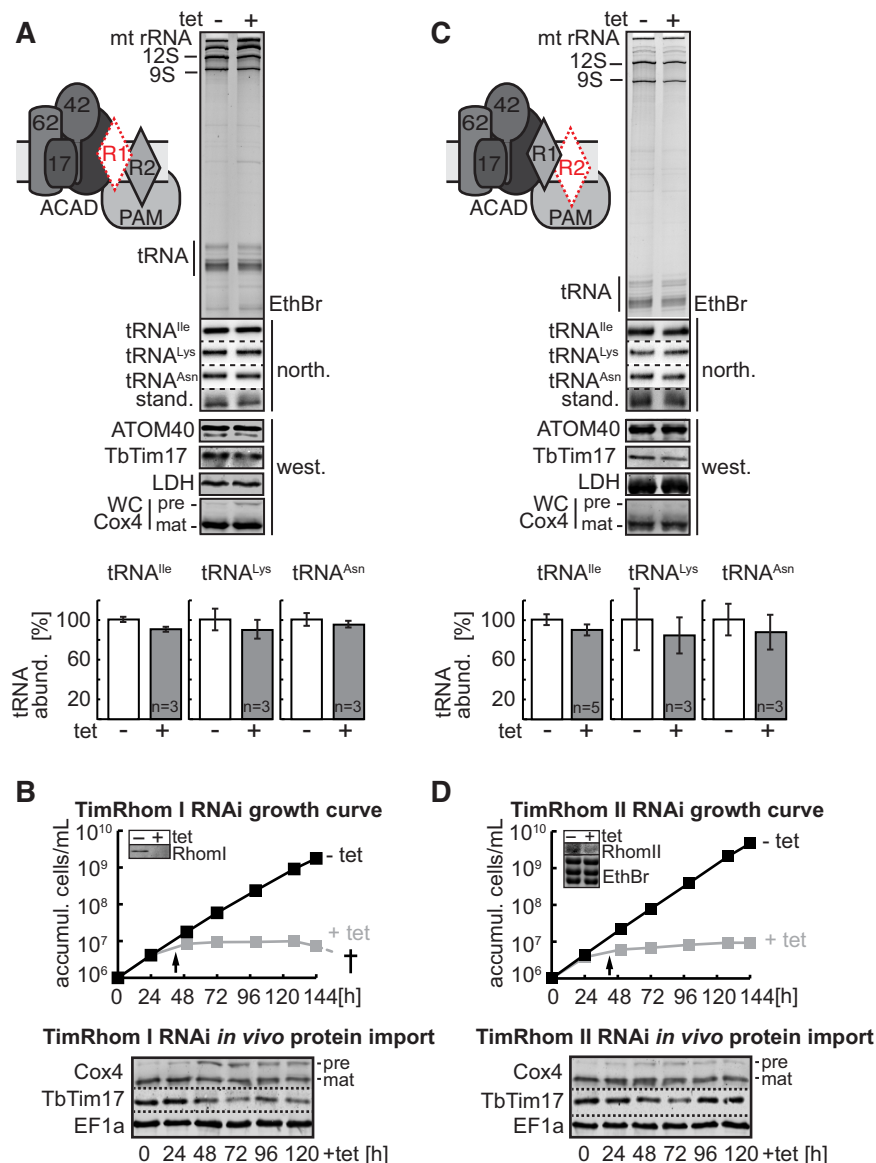 A
tet - +
mt rRNA
12S
9S
42
62
17
R1
R2
ACAD
PAM
tRNA
EthBr
tRNAIle
tRNALys
tRNAAsn
stand.
north.
ATOM40
TbTim17
LDH
WC
Cox4
pre -
mat -
west.
tRNAIle tRNALys tRNAAsn
tRNA abund. [%]
100
60
20
n=3 n=3 n=3
tet - + - + - +
C
tet - +
mt rRNA
12S
9S
42
62
17
R1
R2
ACAD
PAM
tRNA
EthBr
tRNAIle
tRNALys
tRNAAsn
stand.
north.
ATOM40
TbTim17
LDH
WC
Cox4
pre -
mat -
west.
tRNAIle tRNALys tRNAAsn
tRNA abund. [%]
100
60
20
n=5 n=3 n=3
tet - + - + - +
B
TimRhom I RNAi growth curve
accumul. cells/mL
10^10
10^9
10^8
10^7
10^6
- + tet
RhomI
- tet
+ tet
†
0 24 48 72 96 120 144[h]
TimRhom I RNAi in vivo protein import
Cox4
-pre
-mat
TbTim17
EF1a
0 24 48 72 96 120 +tet [h]
D
TimRhom II RNAi growth curve
accumul. cells/mL
10^10
10^9
10^8
10^7
10^6
- + tet
RhomII
EthBr
- tet
+ tet
0 24 48 72 96 120 144[h]
TimRhom II RNAi in vivo protein import
Cox4
-pre
-mat
TbTim17
EF1a
0 24 48 72 96 120 +tet [h]